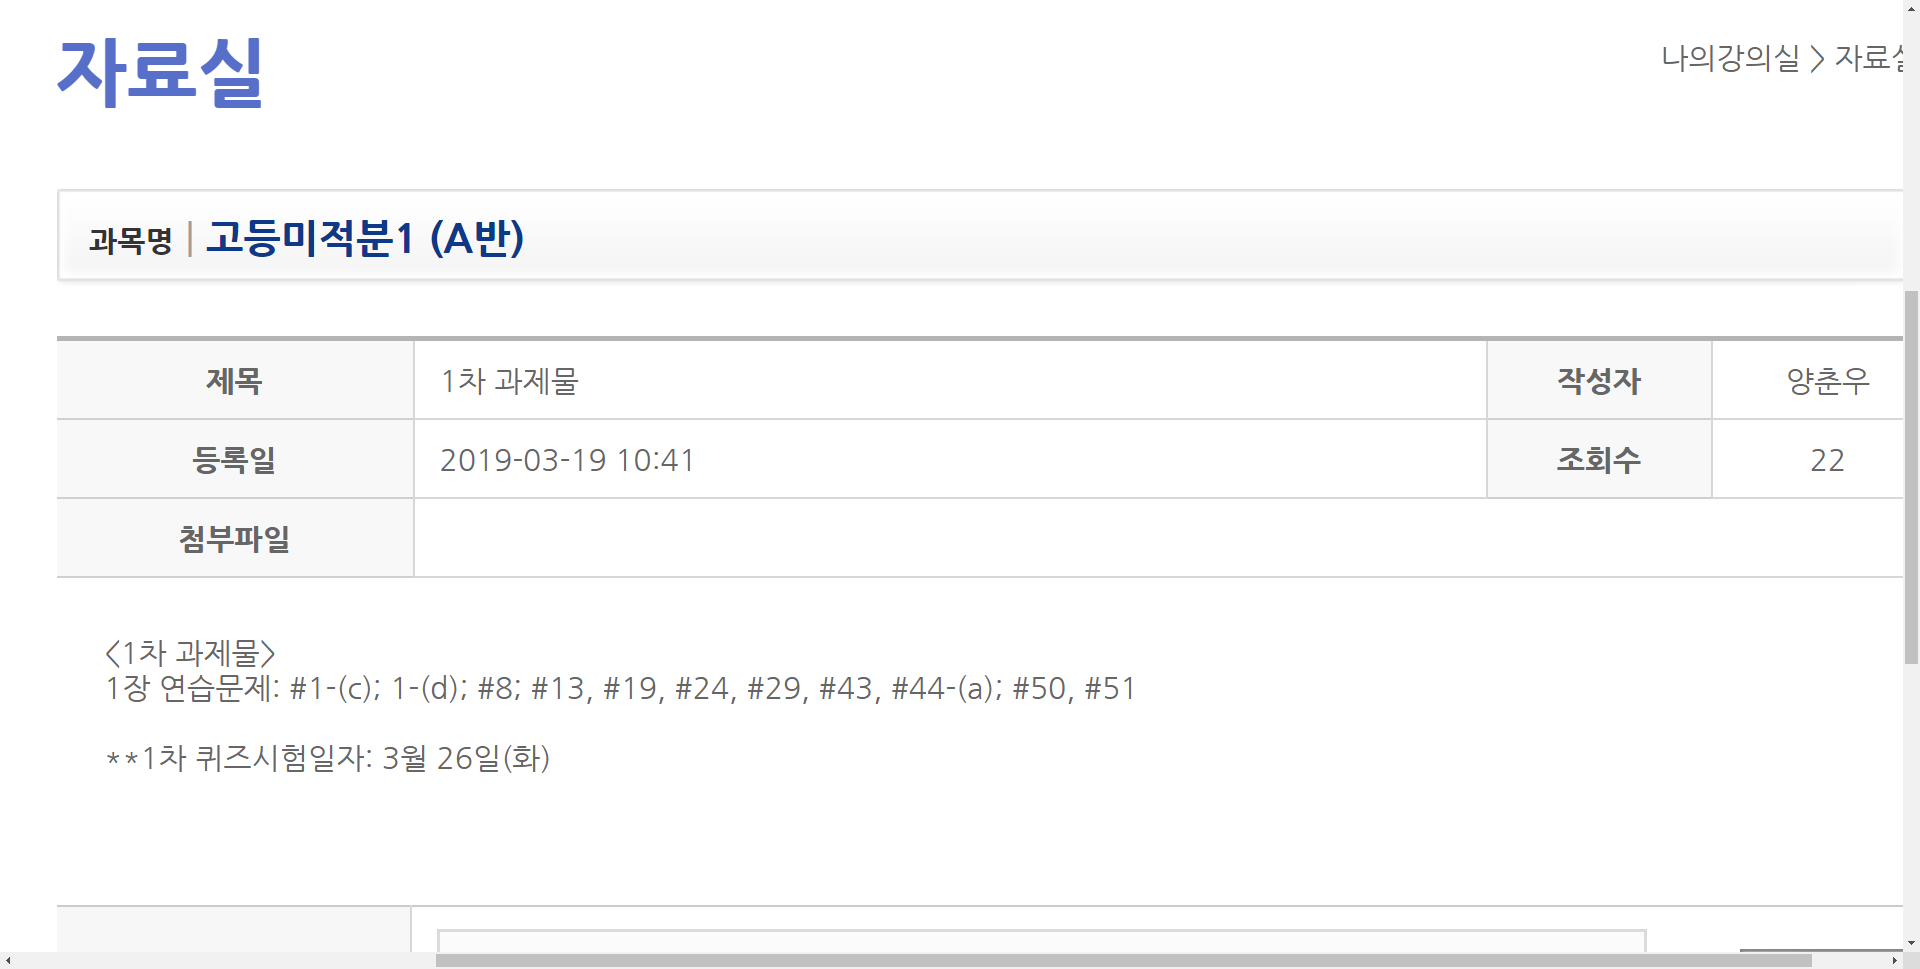 자료실
나의강의실 > 자료실
과목명 | 고등미적분1 (A반)
제목 1차 과제물 작성자 양춘우
등록일 2019-03-19 10:41 조회수 22
첨부파일
<1차 과제물>
1장 연습문제: #1-(c); 1-(d); #8; #13, #19, #24, #29, #43, #44-(a); #50, #51
**1차 퀴즈시험일자: 3월 26일(화)